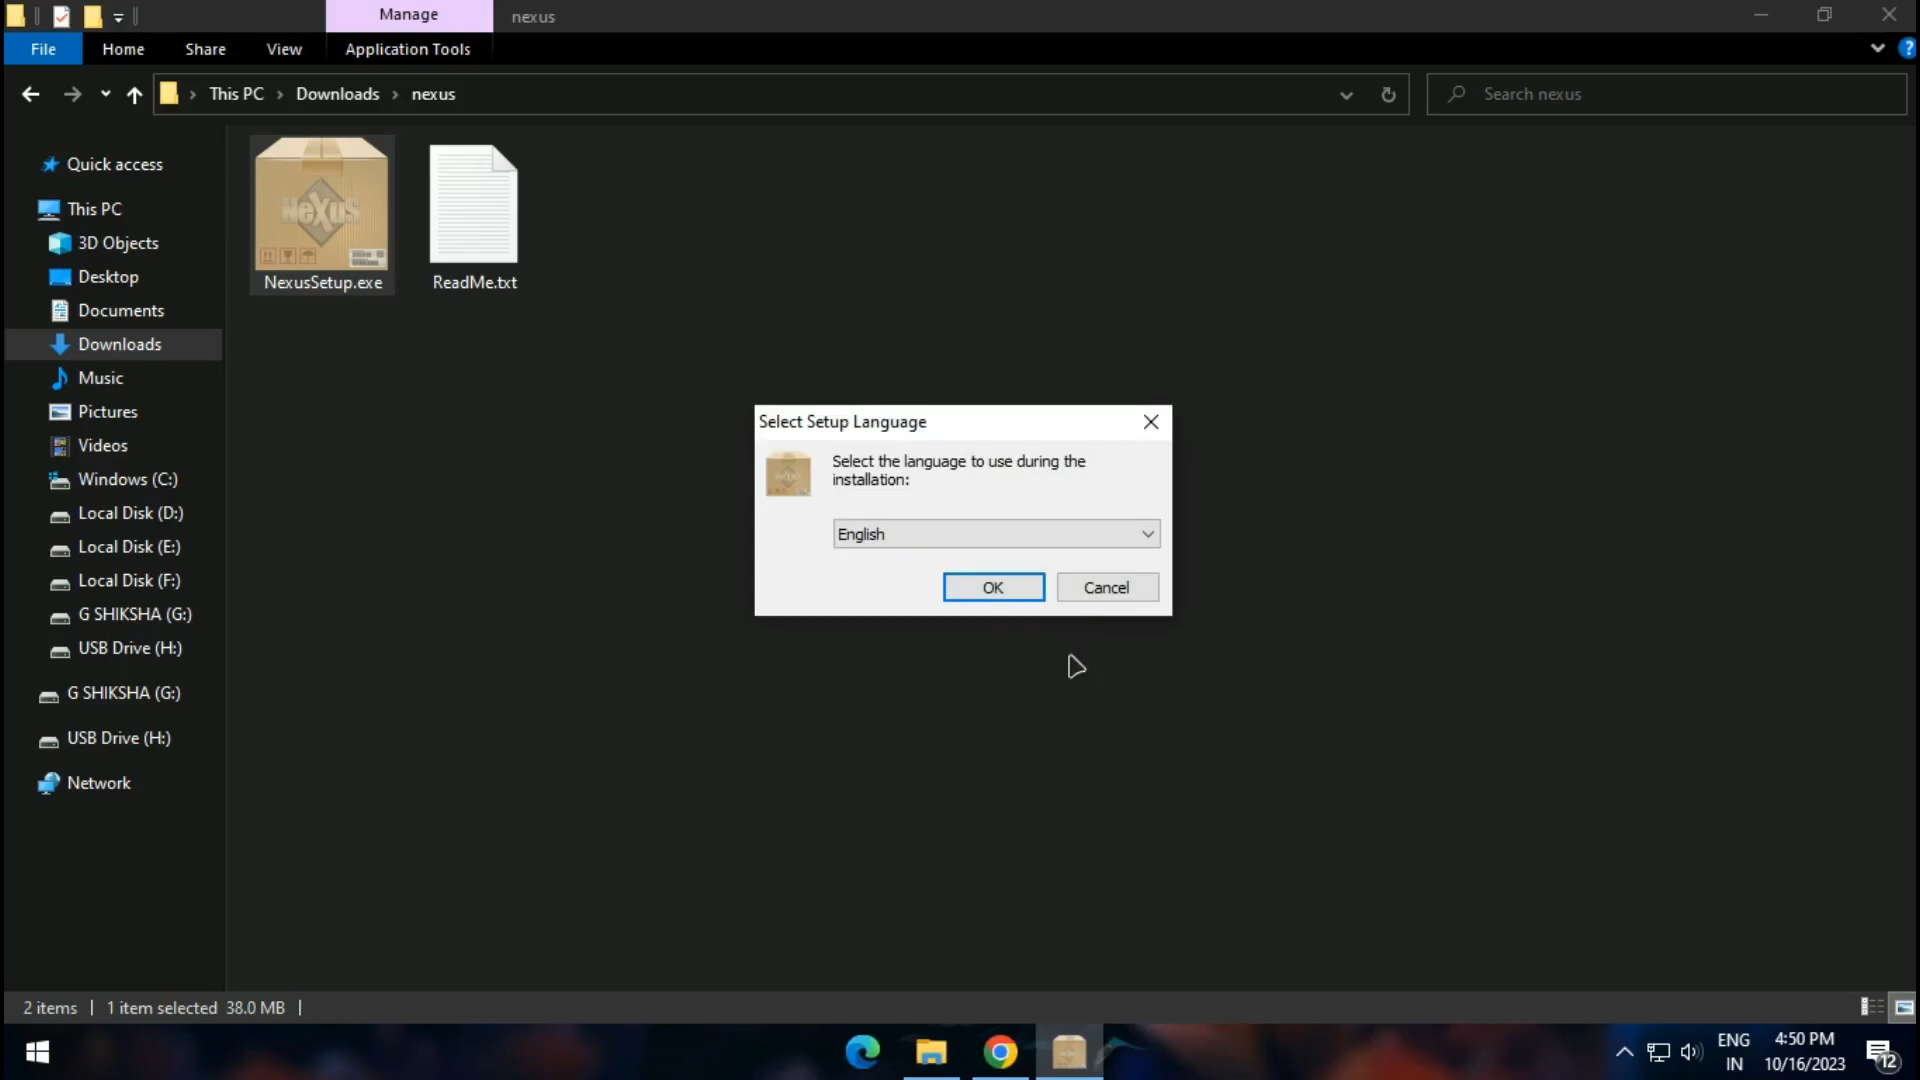 Manage
nexus
File
Home
Share
View
Application Tools
?
This PC
Downloads
nexus
Search nexus
Quick access
This PC
3D Objects
Desktop
Documents
Downloads
Music
Pictures
Videos
Windows (C:)
Local Disk (D:)
Local Disk (E:)
Local Disk (F:)
G SHIKSHA (G:)
USB Drive (H:)
G SHIKSHA (G:)
USB Drive (H:)
Network
NeXuS
NexusSetup.exe
ReadMe.txt
Select Setup Language
Select the language to use during the
installation:
English
OK
Cancel
2 items
1 item selected 38.0 MB
ENG
IN
4:50 PM
10/16/2023
12